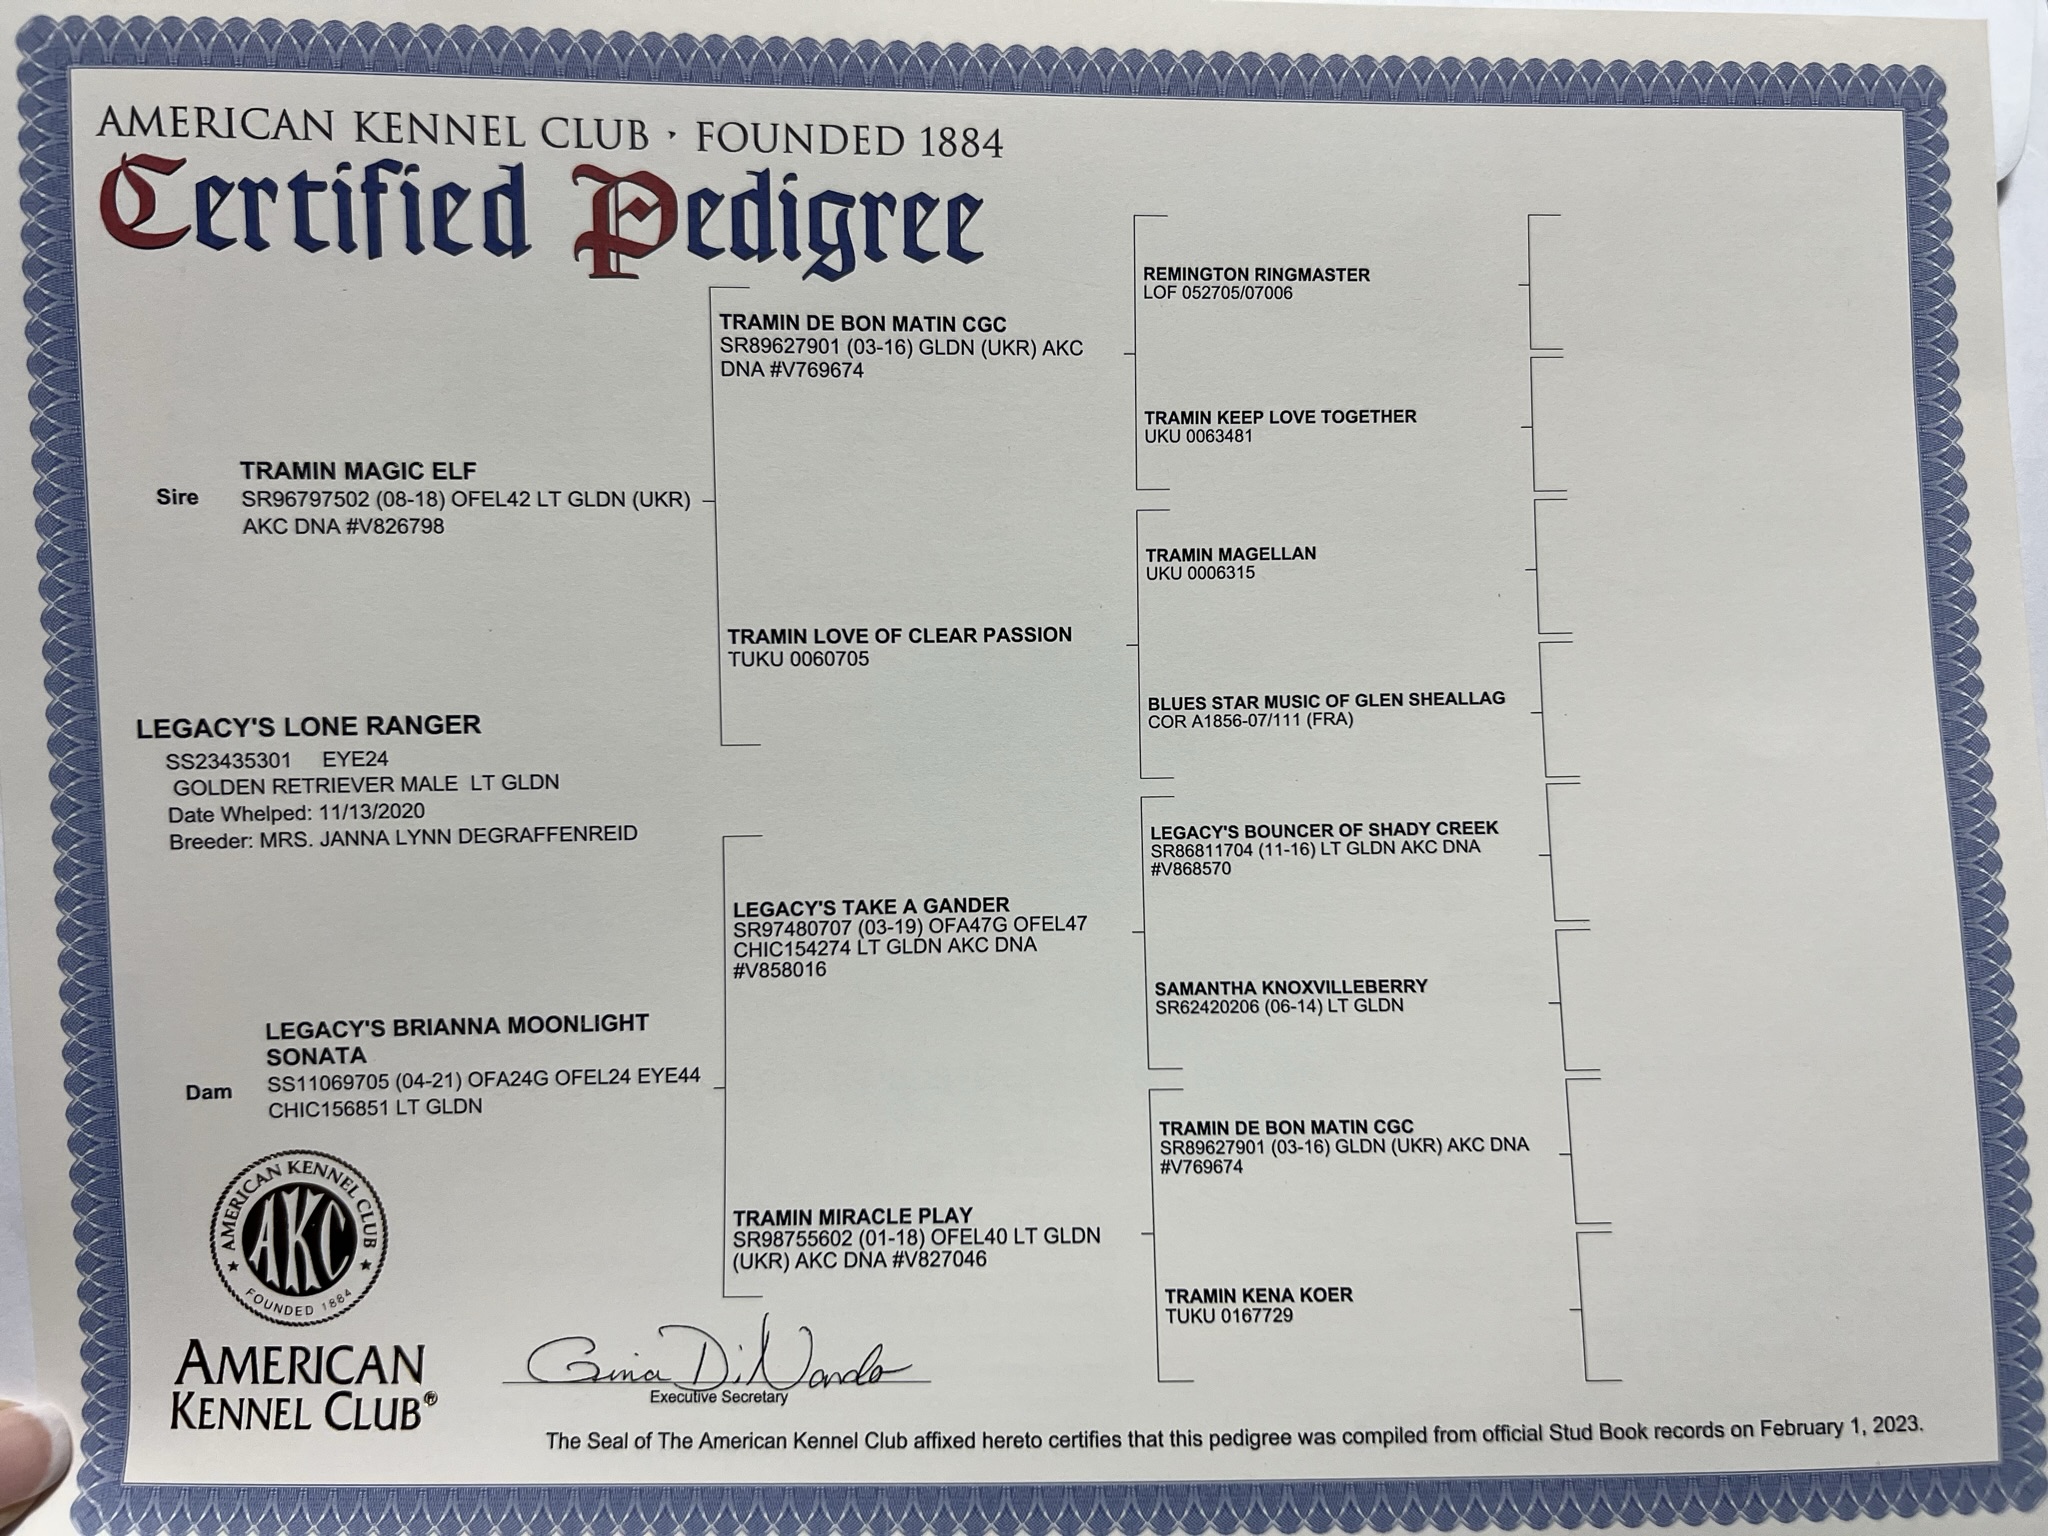 AMERICAN KENNEL CLUB · FOUNDED 1884
Certified Pedigree
Sire
TRAMIN MAGIC ELF
SR96797502 (08-18) OFEL42 LT GLDN (UKR)
AKC DNA #V826798
LEGACY'S LONE RANGER
SS23435301 EYE24
GOLDEN RETRIEVER MALE LT GLDN
Date Whelped: 11/13/2020
Breeder: MRS. JANNA LYNN DEGRAFFENREID
Dam
LEGACY'S BRIANNA MOONLIGHT
SONATA
SS11069705 (04-21) OFA24G OFEL24 EYE44
CHIC156851 LT GLDN
TRAMIN DE BON MATIN CGC
SR89627901 (03-16) GLDN (UKR) AKC
DNA #V769674
TRAMIN LOVE OF CLEAR PASSION
TUKU 0060705
LEGACY'S TAKE A GANDER
SR97480707 (03-19) OFA47G OFEL47
CHIC154274 LT GLDN AKC DNA
#V858016
TRAMIN MIRACLE PLAY
SR98755602 (01-18) OFEL40 LT GLDN
(UKR) AKC DNA #V827046
REMINGTON RINGMASTER
LOF 052705/07006
TRAMIN KEEP LOVE TOGETHER
UKU 0063481
TRAMIN MAGELLAN
UKU 0006315
BLUES STAR MUSIC OF GLEN SHEALLAG
COR A1856-07/111 (FRA)
LEGACY'S BOUNCER OF SHADY CREEK
SR86811704 (11-16) LT GLDN AKC DNA
#V868570
SAMANTHA KNOXVILLEBERRY
SR62420206 (06-14) LT GLDN
TRAMIN DE BON MATIN CGC
SR89627901 (03-16) GLDN (UKR) AKC DNA
#V769674
TRAMIN KENA KOER
TUKU 0167729
AMERICAN KENNEL CLUB
AKC
FOUNDED 1884
AMERICAN
KENNEL CLUB®
Gina DiNardo
Executive Secretary
The Seal of The American Kennel Club affixed hereto certifies that this pedigree was compiled from official Stud Book records on February 1, 2023.